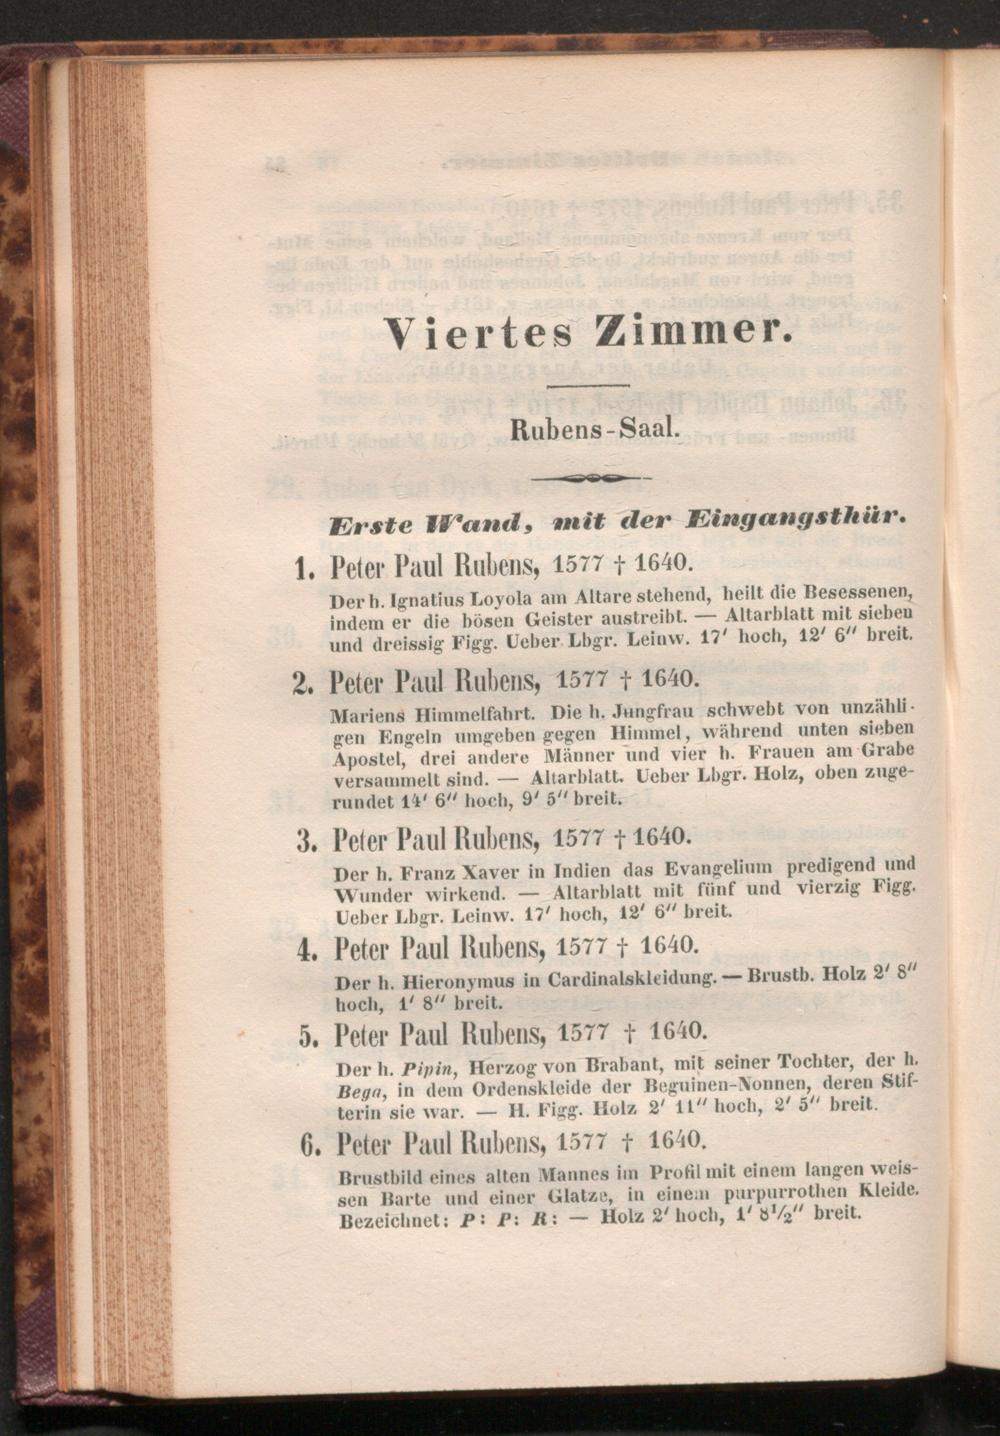 Viertes Zimmer.
Rubens-Saal.
Erste Wand, mit der Eingangsthür.
1. Peter Paul Rubens, 1577 † 1640.
Der h. Ignatius Loyola am Altare stehend, heilt die Besessenen,
indem er die bösen Geister austreibt. — Altarblatt mit sieben
und dreissig Figg. Ueber Lbgr. Leinw. 17′ hoch, 12′ 6″ breit.
2. Peter Paul Rubens, 1577 † 1640.
Mariens Himmelfahrt. Die h. Jungfrau schwebt von unzähli-
gen Engeln umgeben gegen Himmel, während unten sieben
Apostel, drei andere Männer und vier h. Frauen am Grabe
versammelt sind. — Altarblatt. Ueber Lbgr. Holz, oben zuge-
rundet 14′ 6″ hoch, 9′ 5″ breit.
3. Peter Paul Rubens, 1577 † 1640.
Der h. Franz Xaver in Indien das Evangelium predigend und
Wunder wirkend. — Altarblatt mit fünf und vierzig Figg.
Ueber Lbgr. Leinw. 17′ hoch, 12′ 6″ breit.
4. Peter Paul Rubens, 1577 † 1640.
Der h. Hieronymus in Cardinalskleidung. — Brustb. Holz 2′ 8″
hoch, 1′ 8″ breit.
5. Peter Paul Rubens, 1577 † 1640.
Der h. Pipin, Herzog von Brabant, mit seiner Tochter, der h.
Bega, in dem Ordenskleide der Beguinen-Nonnen, deren Stif-
terin sie war. — H. Figg. Holz 2′ 11″ hoch, 2′ 5″ breit.
6. Peter Paul Rubens, 1577 † 1640.
Brustbild eines alten Mannes im Profil mit einem langen weis-
sen Barte und einer Glatze, in einem purpurrothen Kleide.
Bezeichnet: P: P: R: — Holz 2′ hoch, 1′ 8½″ breit.